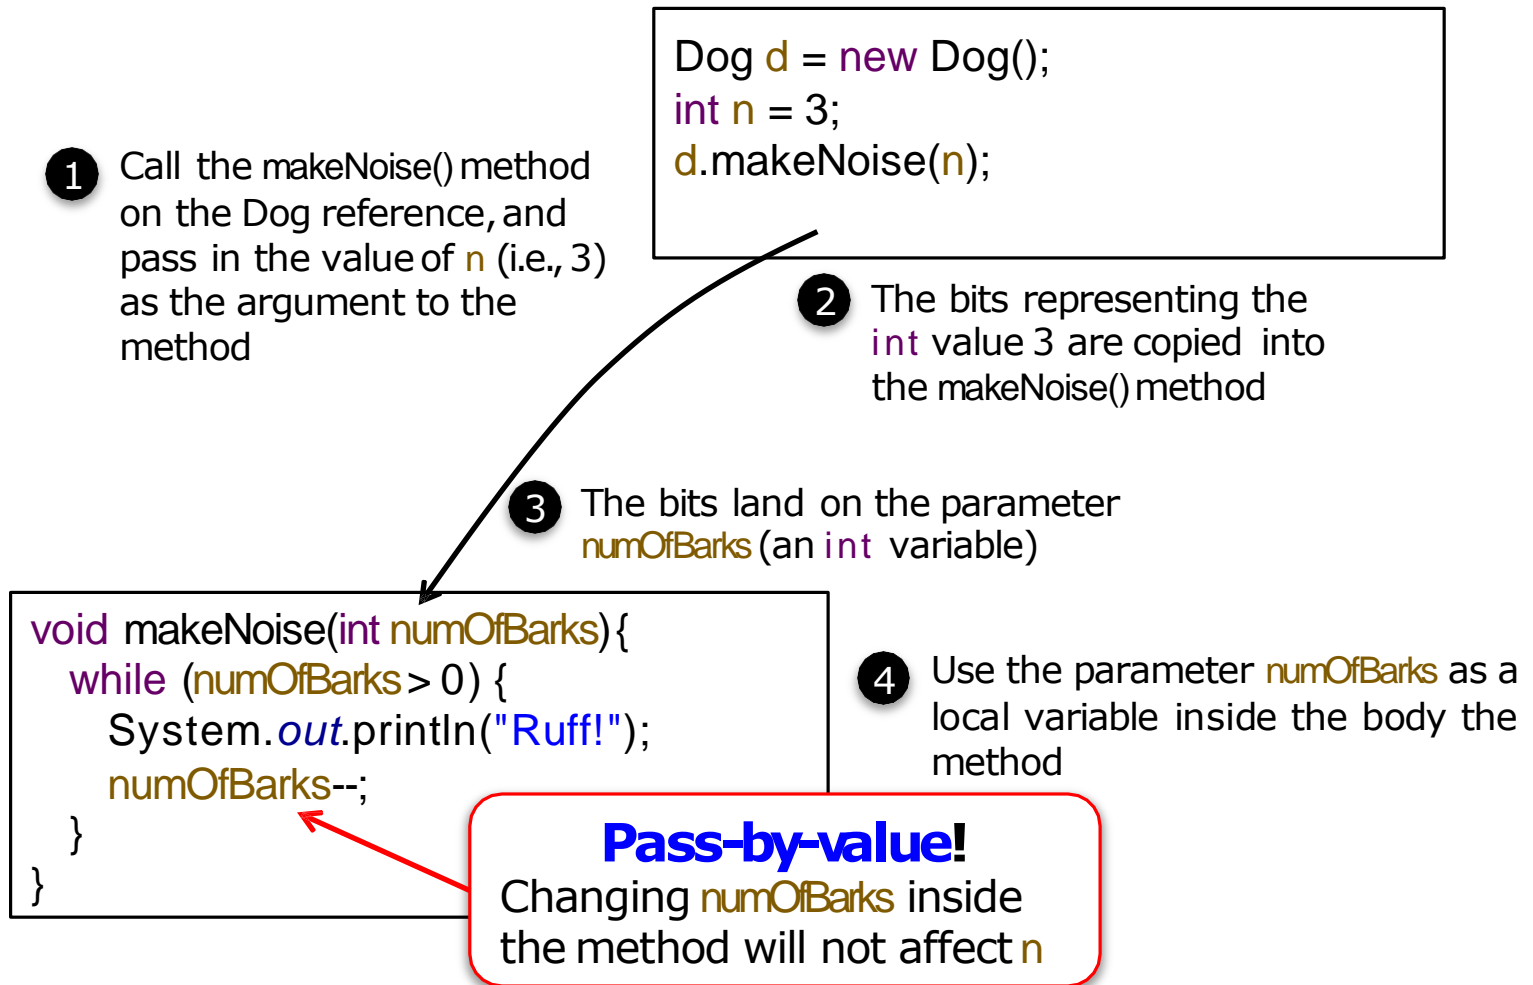 Dog d = new Dog();
int n = 3;
d.makeNoise(n);
1 Call the makeNoise() method
on the Dog reference, and
pass in the value of n (i.e., 3)
as the argument to the
method
2 The bits representing the
int value 3 are copied into
the makeNoise() method
3 The bits land on the parameter
numOfBarks (an int variable)
void makeNoise(int numOfBarks) {
while (numOfBarks > 0) {
System.out.println("Ruff!");
numOfBarks--;
}
}
4 Use the parameter numOfBarks as a
local variable inside the body the
method
Pass-by-value!
Changing numOfBarks inside
the method will not affect n